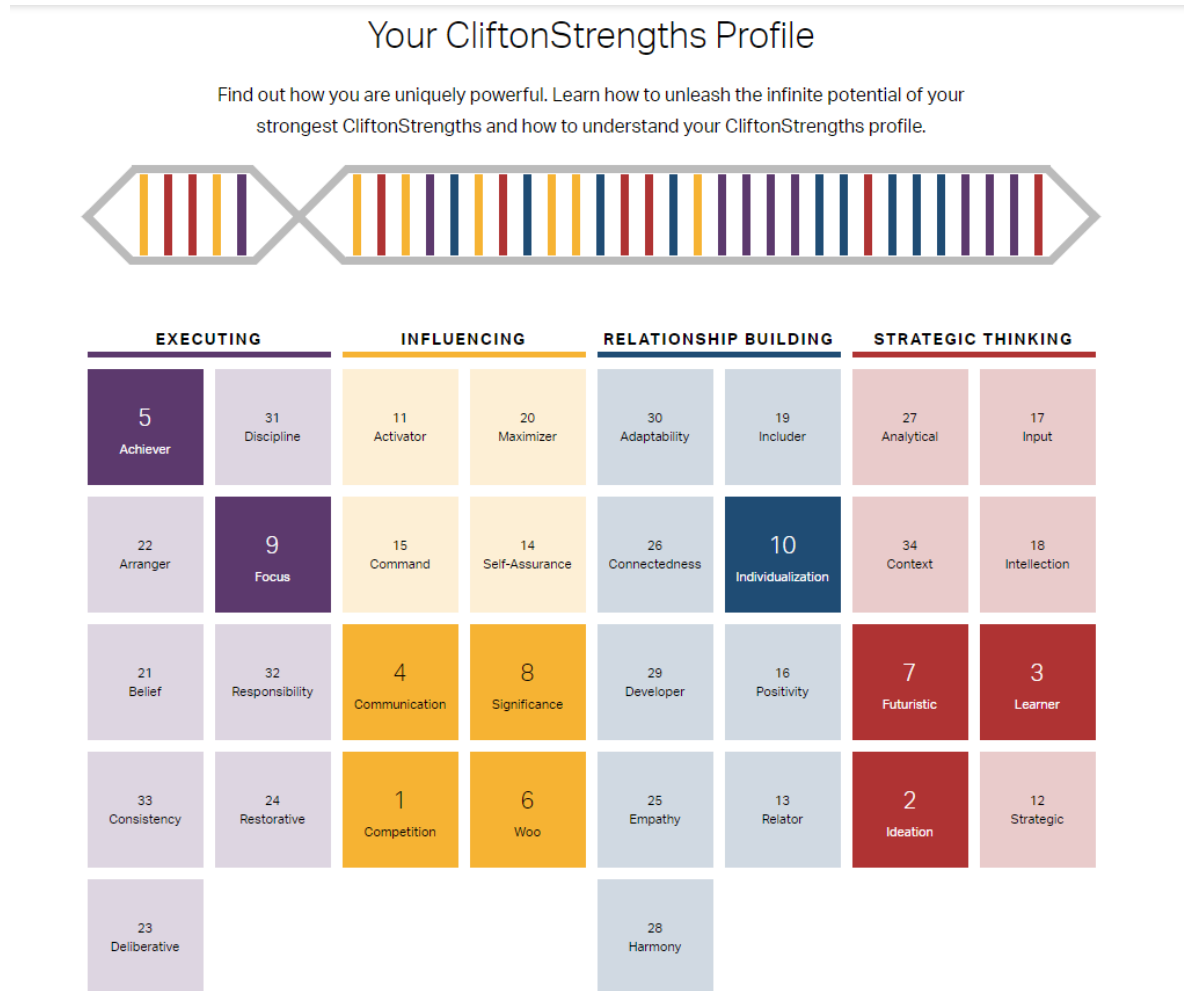 Your CliftonStrengths Profile
Find out how you are uniquely powerful. Learn how to unleash the infinite potential of your
strongest CliftonStrengths and how to understand your CliftonStrengths profile.
EXECUTING
INFLUENCING
RELATIONSHIP BUILDING
STRATEGIC THINKING
5
Achiever
31
Discipline
11
Activator
20
Maximizer
30
Adaptability
19
Includer
27
Analytical
17
Input
22
Arranger
9
Focus
15
Command
14
Self-Assurance
26
Connectedness
10
Individualization
34
Context
18
Intellection
21
Belief
32
Responsibility
4
Communication
8
Significance
29
Developer
16
Positivity
7
Futuristic
3
Learner
33
Consistency
24
Restorative
1
Competition
6
Woo
25
Empathy
13
Relator
2
Ideation
12
Strategic
23
Deliberative
28
Harmony